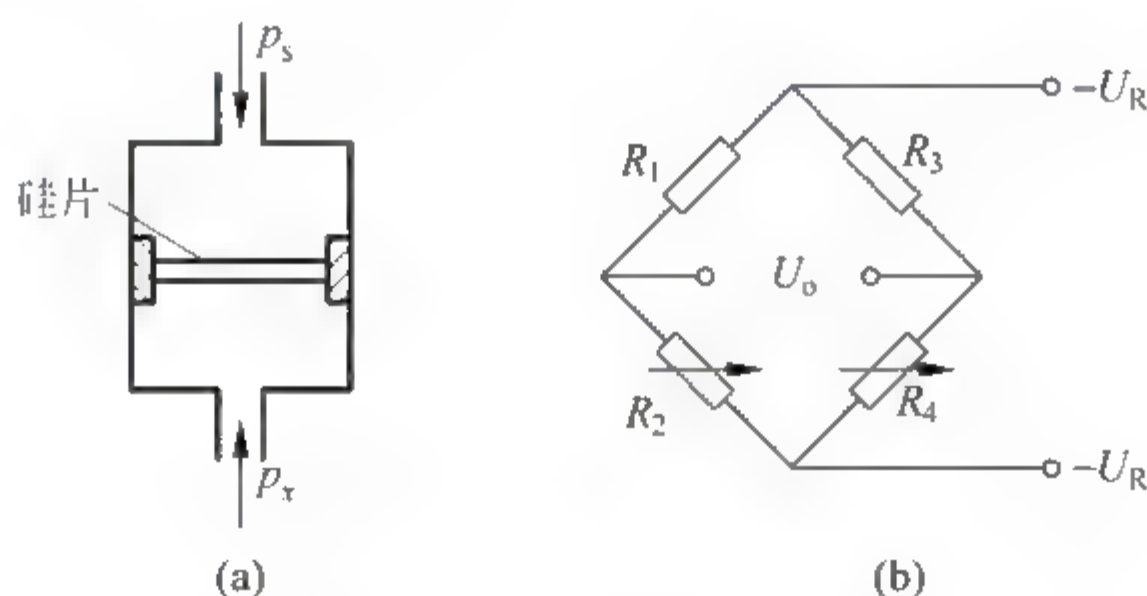 p_s
硅片
p_x
(a)
-U_R
R_1
R_3
U_o
R_2
R_4
-U_R
(b)